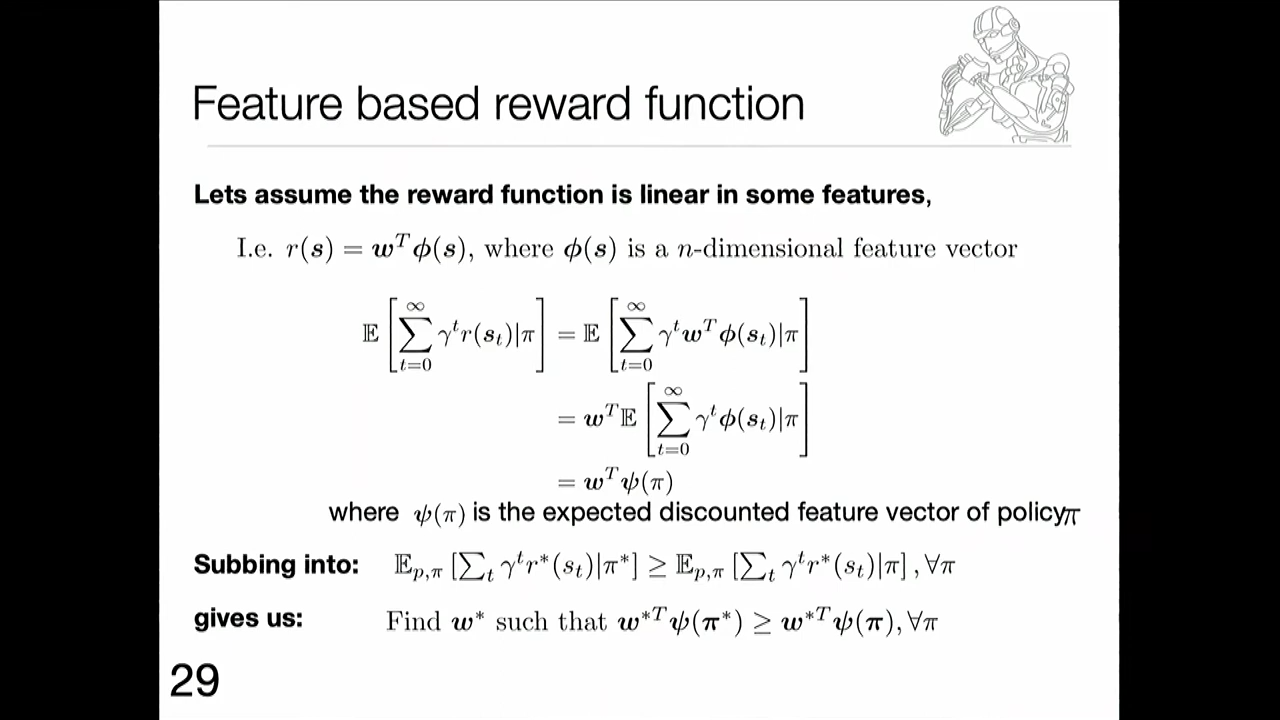 Feature based reward function
Lets assume the reward function is linear in some features,
I.e. r(s) = w^T ϕ(s), where ϕ(s) is a n-dimensional feature vector
𝔼 [ ∑_{t=0}^{∞} γ^t r(s_t)|π ] = 𝔼 [ ∑_{t=0}^{∞} γ^t w^T ϕ(s_t)|π ]
= w^T 𝔼 [ ∑_{t=0}^{∞} γ^t ϕ(s_t)|π ]
= w^T ψ(π)
where ψ(π) is the expected discounted feature vector of policy π
Subbing into: 𝔼_{p,π} [∑_t γ^t r*(s_t)|π*] ≥ 𝔼_{p,π} [∑_t γ^t r*(s_t)|π] , ∀π
gives us: Find w* such that w*^T ψ(π*) ≥ w*^T ψ(π), ∀π
29